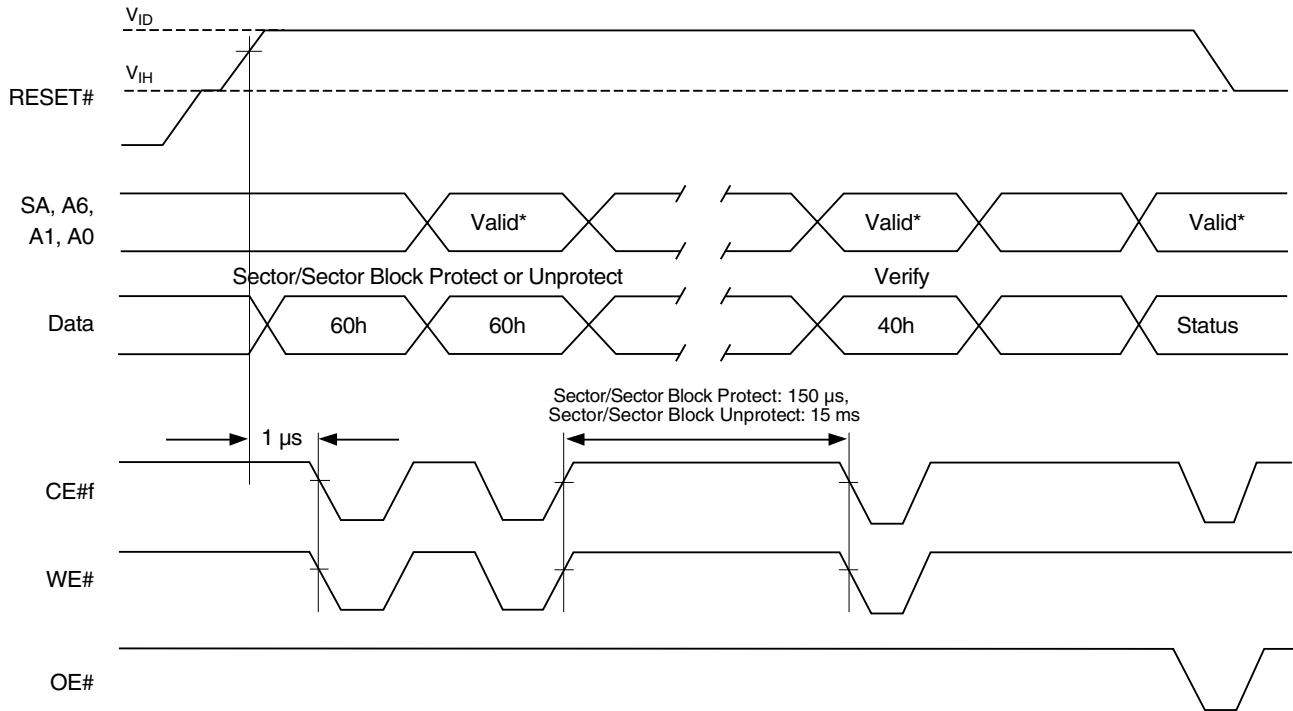 VID
VIH
RESET#
SA, A6,
A1, A0
Valid* Valid* Valid*
Sector/Sector Block Protect or Unprotect Verify
Data 60h 60h 40h Status
Sector/Sector Block Protect: 150 µs,
Sector/Sector Block Unprotect: 15 ms
1 µs
CE#f
WE#
OE#